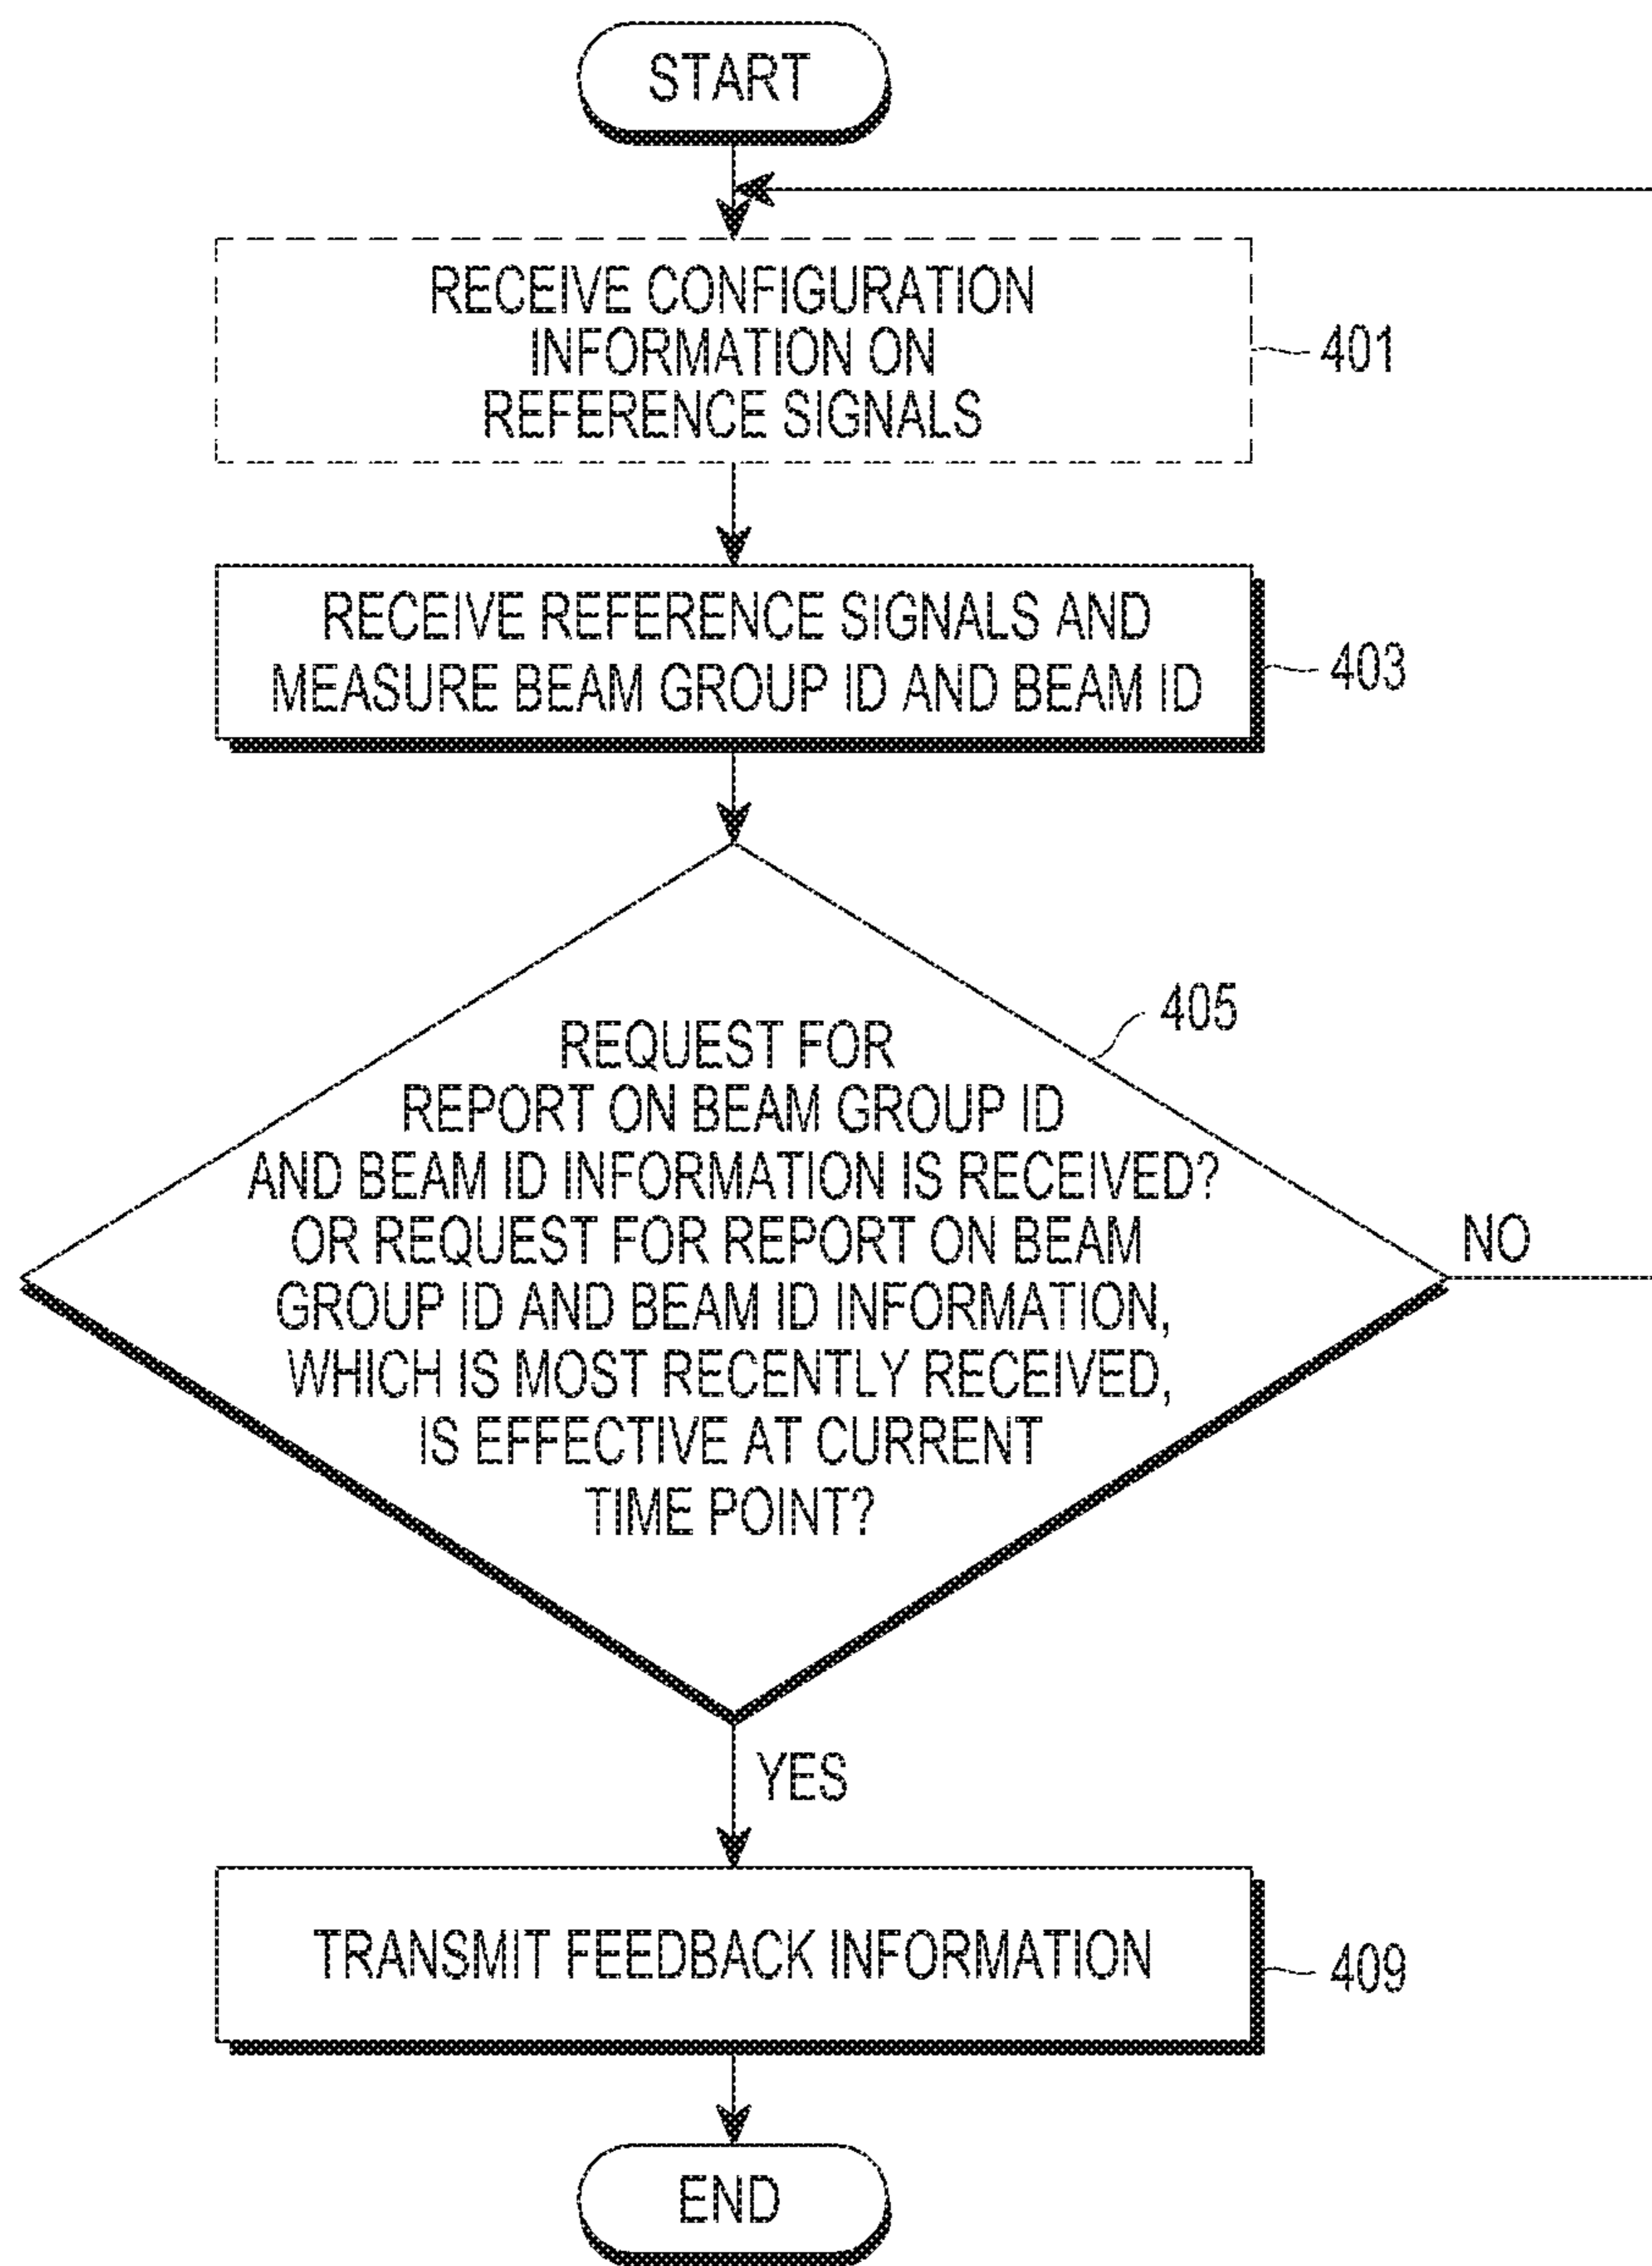 START
RECEIVE CONFIGURATION
INFORMATION ON
REFERENCE SIGNALS
401
RECEIVE REFERENCE SIGNALS AND
MEASURE BEAM GROUP ID AND BEAM ID
403
405
REQUEST FOR
REPORT ON BEAM GROUP ID
AND BEAM ID INFORMATION IS RECEIVED?
OR REQUEST FOR REPORT ON BEAM
GROUP ID AND BEAM ID INFORMATION,
WHICH IS MOST RECENTLY RECEIVED,
IS EFFECTIVE AT CURRENT
TIME POINT?
NO
YES
TRANSMIT FEEDBACK INFORMATION
409
END